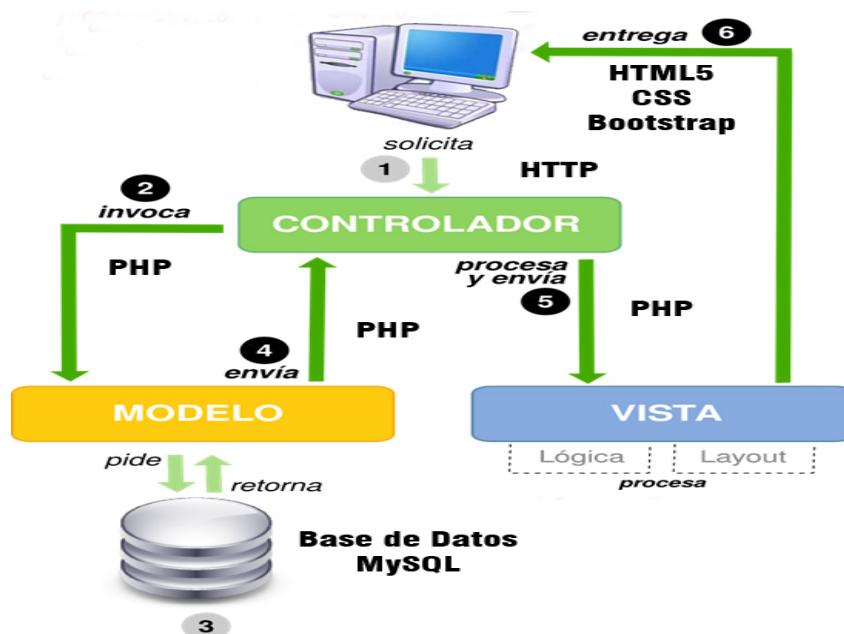 entrega 6
HTML5
CSS
Bootstrap
solicita
1
HTTP
2
invoca
CONTROLADOR
PHP
procesa
y envía
5
PHP
PHP
4
envía
MODELO
VISTA
Lógica
Layout
procesa
pide
retorna
Base de Datos
MySQL
3